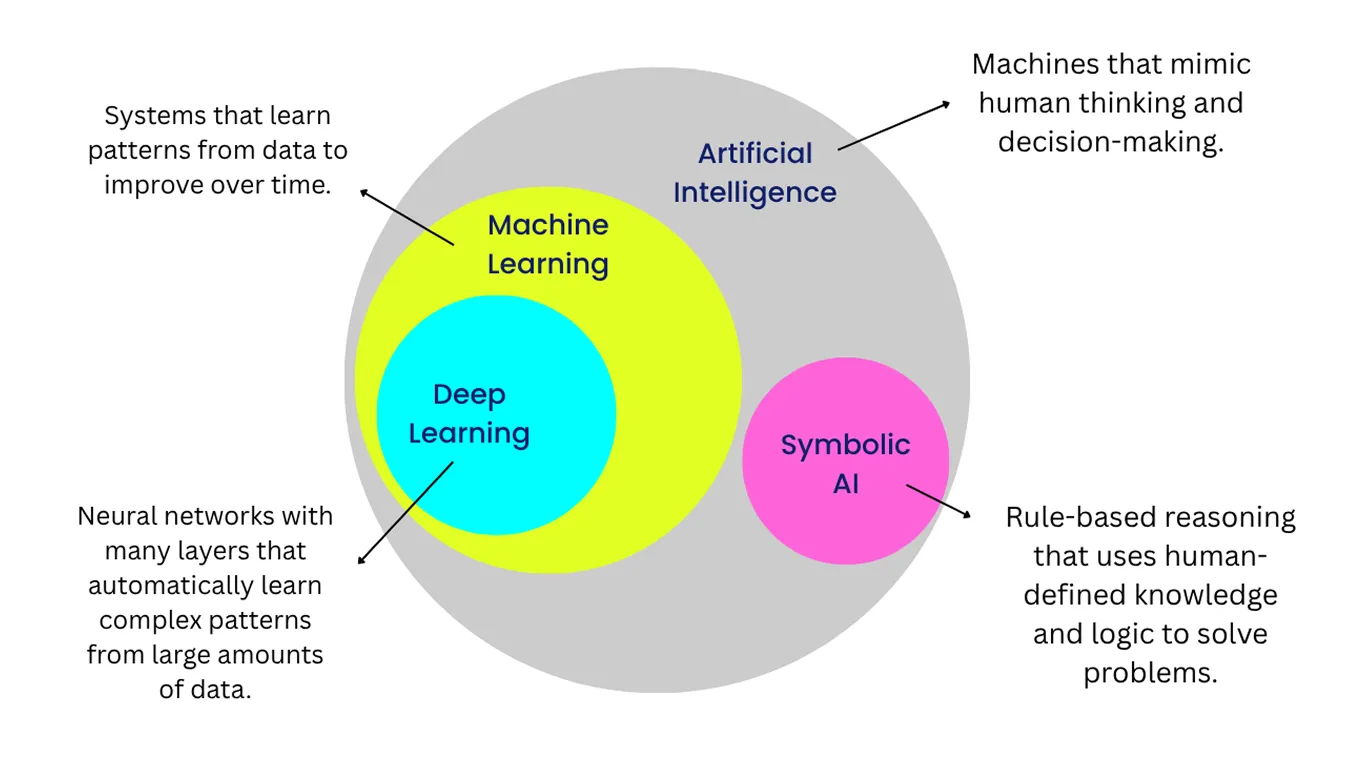 Systems that learn
patterns from data to
improve over time.
Machines that mimic
human thinking and
decision-making.
Artificial
Intelligence
Machine
Learning
Deep
Learning
Symbolic
AI
Neural networks with
many layers that
automatically learn
complex patterns
from large amounts
of data.
Rule-based reasoning
that uses human-
defined knowledge
and logic to solve
problems.